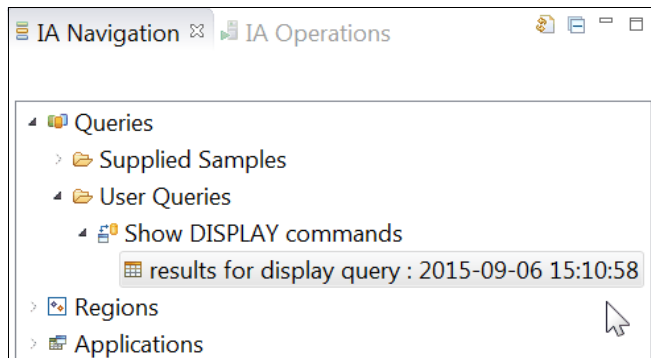 IA Navigation IA Operations
Queries
Supplied Samples
User Queries
Show DISPLAY commands
results for display query : 2015-09-06 15:10:58
Regions
Applications